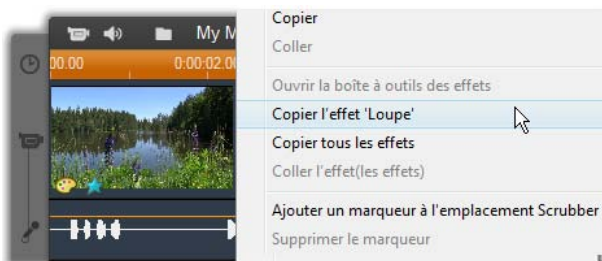 My M
00.00 0:00:02.00
Copier
Coller
Ouvrir la boîte à outils des effets
Copier l'effet 'Loupe'
Copier tous les effets
Coller l'effet(les effets)
Ajouter un marqueur à l'emplacement Scrubber
Supprimer le marqueur